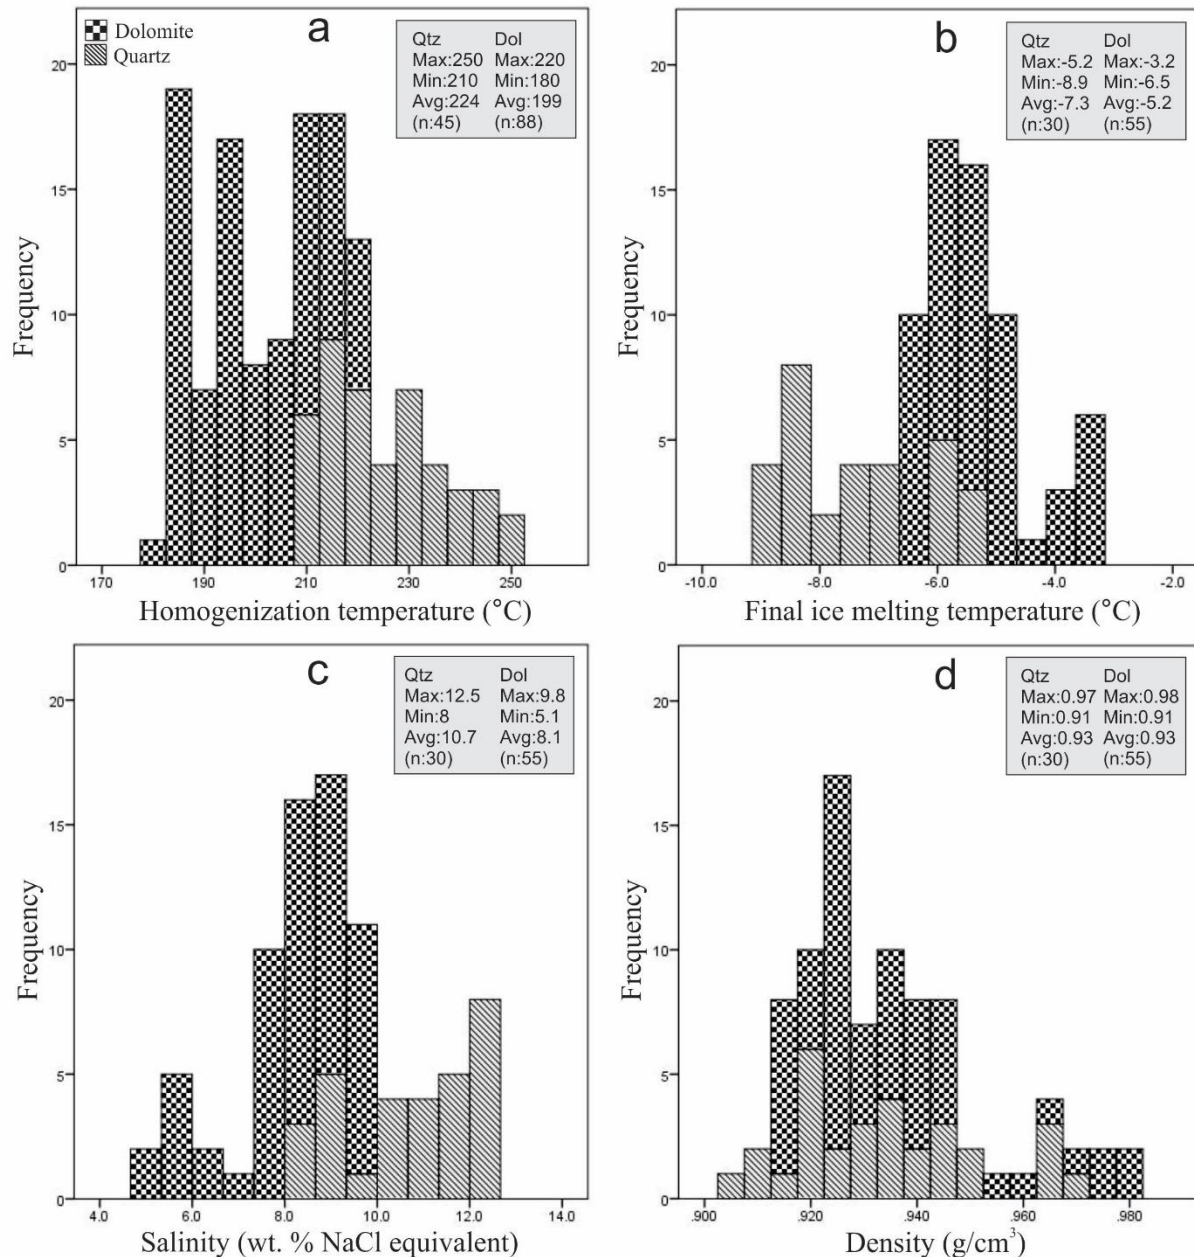 Dolomite
Quartz
a
Qtz Dol
Max:250 Max:220
Min:210 Min:180
Avg:224 Avg:199
(n:45) (n:88)
20
15
10
5
0
Frequency
170 190 210 230 250
Homogenization temperature (°C)
b
Qtz Dol
Max:-5.2 Max:-3.2
Min:-8.9 Min:-6.5
Avg:-7.3 Avg:-5.2
(n:30) (n:55)
20
15
10
5
0
Frequency
-10.0 -8.0 -6.0 -4.0 -2.0
Final ice melting temperature (°C)
c
Qtz Dol
Max:12.5 Max:9.8
Min:8 Min:5.1
Avg:10.7 Avg:8.1
(n:30) (n:55)
20
15
10
5
0
Frequency
4.0 6.0 8.0 10.0 12.0 14.0
Salinity (wt. % NaCl equivalent)
d
Qtz Dol
Max:0.97 Max:0.98
Min:0.91 Min:0.91
Avg:0.93 Avg:0.93
(n:30) (n:55)
20
15
10
5
0
Frequency
.900 .920 .940 .960 .980
Density (g/cm³)